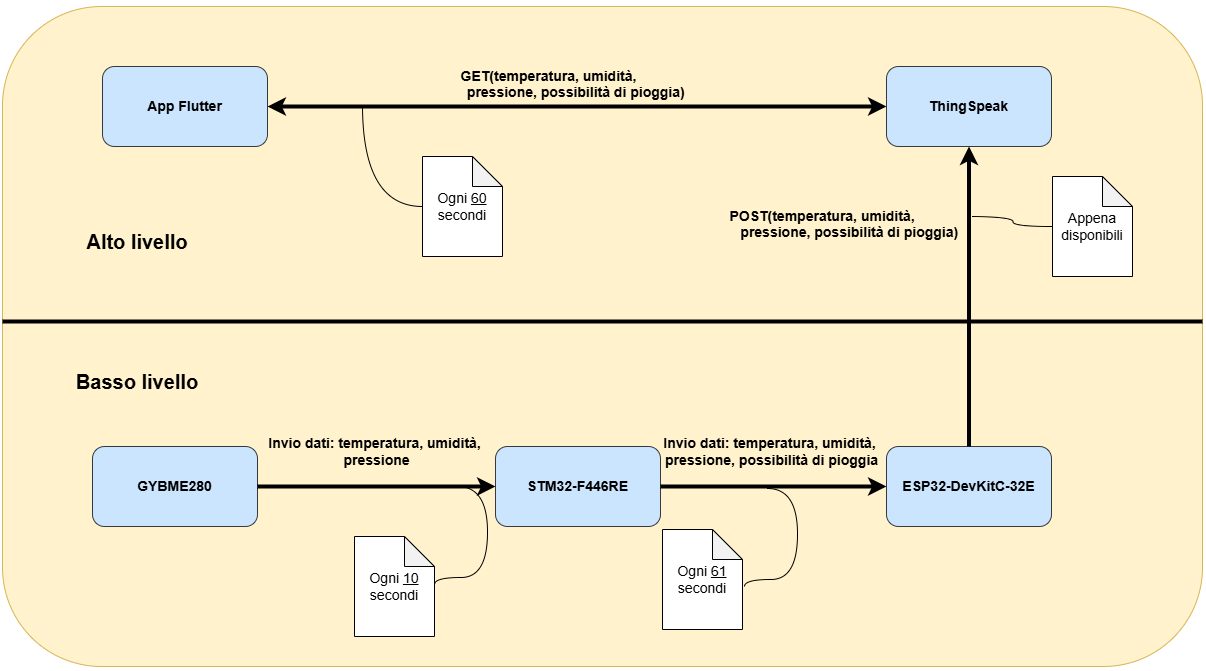 GET(temperatura, umidità,
pressione, possibilità di pioggia)
App Flutter
ThingSpeak
Ogni 60
secondi
POST(temperatura, umidità,
pressione, possibilità di pioggia)
Appena
disponibili
Alto livello
Basso livello
Invio dati: temperatura, umidità,
pressione
Invio dati: temperatura, umidità,
pressione, possibilità di pioggia
GYBME280
STM32-F446RE
ESP32-DevKitC-32E
Ogni 10
secondi
Ogni 61
secondi